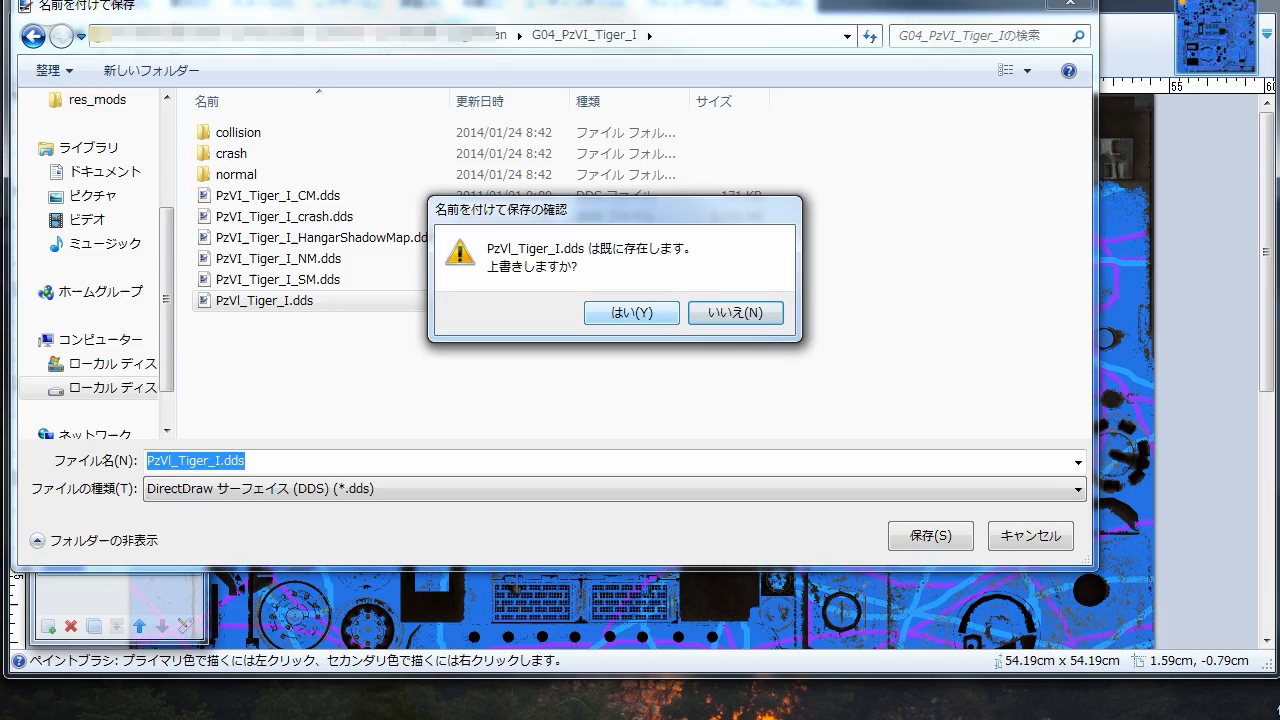 名前を付けて保存
an ▸ G04_PzVI_Tiger_I ▸
G04_PzVI_Tiger_Iの検索
整理 新しいフォルダー
res_mods
ライブラリ
ドキュメント
ピクチャ
ビデオ
ミュージック
ホームグループ
コンピューター
ローカル ディス
ローカル ディス
ネットワーク
名前 更新日時 種類 サイズ
collision 2014/01/24 8:42 ファイル フォル...
crash 2014/01/24 8:42 ファイル フォル...
normal 2014/01/24 8:42 ファイル フォル...
PzVI_Tiger_I_CM.dds
PzVI_Tiger_I_crash.dds
PzVI_Tiger_I_HangarShadowMap.dd
PzVI_Tiger_I_NM.dds
PzVI_Tiger_I_SM.dds
PzVl_Tiger_I.dds
名前を付けて保存の確認
PzVl_Tiger_I.dds は既に存在します。
上書きしますか?
はい(Y) いいえ(N)
ファイル名(N): PzVl_Tiger_I.dds
ファイルの種類(T): DirectDraw サーフェイス (DDS) (*.dds)
フォルダーの非表示
保存(S) キャンセル
55 60
ペイントブラシ: プライマリ色で描くには左クリック、セカンダリ色で描くには右クリックします。
54.19cm x 54.19cm 1.59cm, -0.79cm